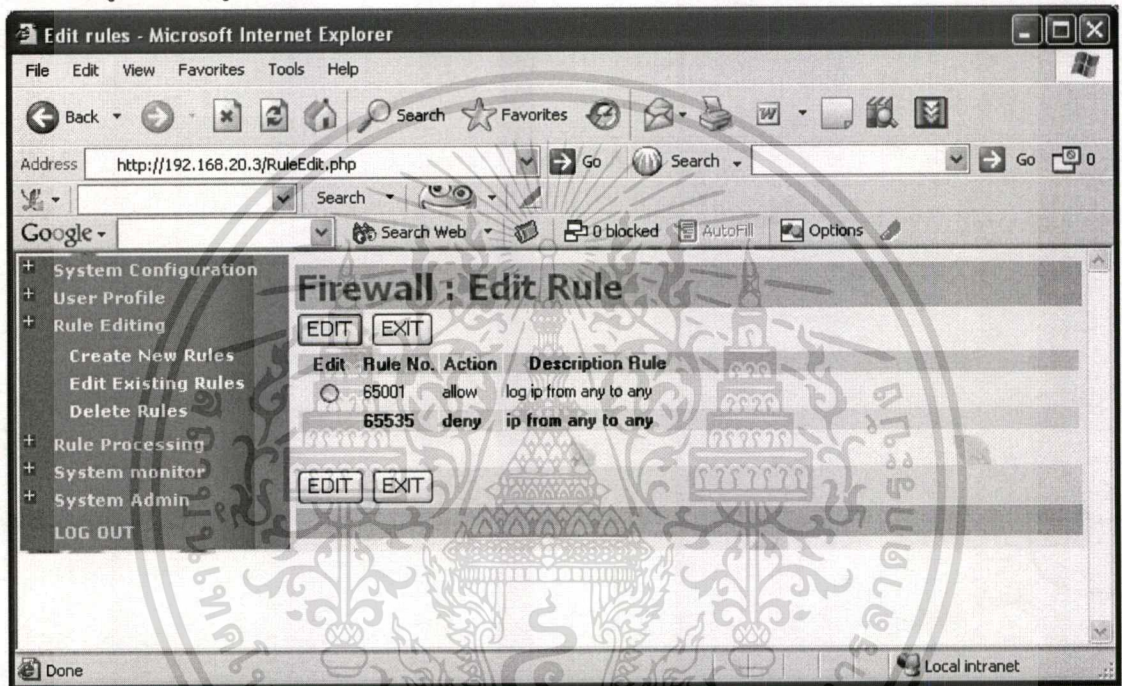 Edit rules - Microsoft Internet Explorer
File Edit View Favorites Tools Help
Back Search Favorites
Address http://192.168.20.3/RuleEdit.php Go Search Go 0
Search
Google Search Web 0 blocked AutoFill Options
System Configuration
User Profile
Rule Editing
Create New Rules
Edit Existing Rules
Delete Rules
Rule Processing
System monitor
System Admin
LOG OUT
Firewall : Edit Rule
EDIT EXIT
Edit Rule No. Action Description Rule
65001 allow log ip from any to any
65535 deny ip from any to any
EDIT EXIT
Done Local intranet